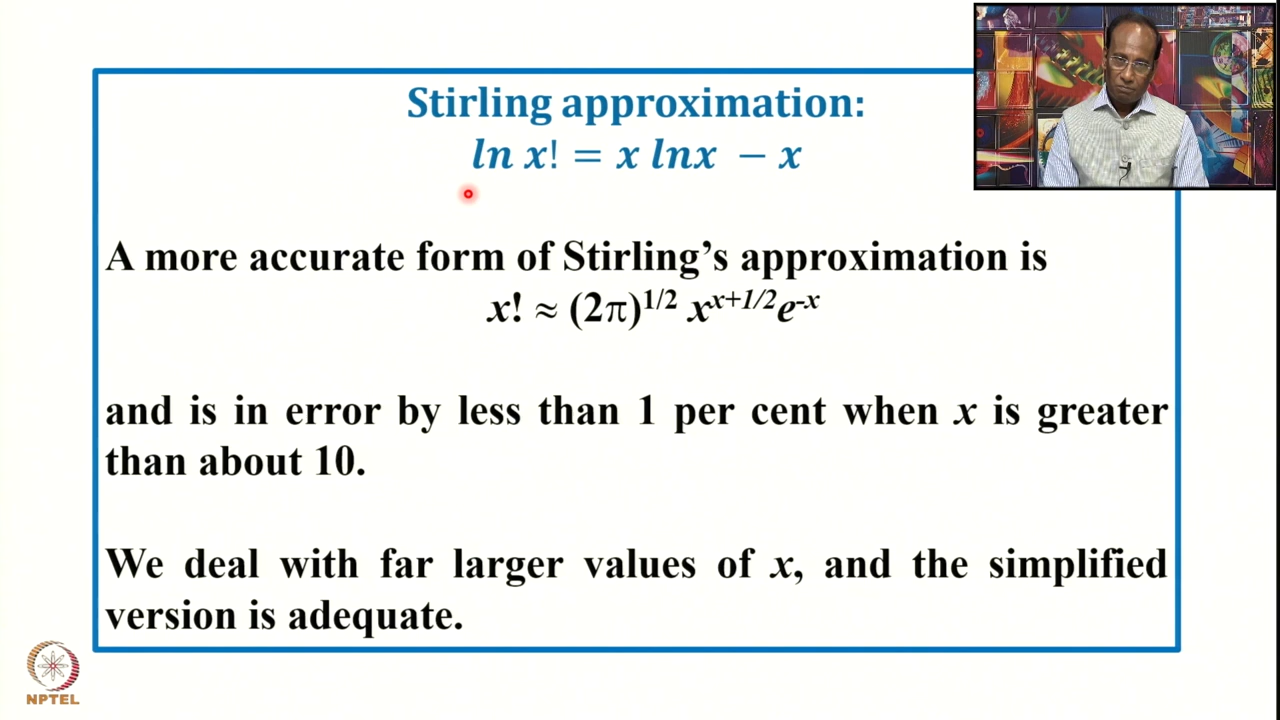 Stirling approximation:
ln x! = x lnx − x
A more accurate form of Stirling’s approximation is
x! ≈ (2π)^{1/2} x^{x+1/2}e^{-x}
and is in error by less than 1 per cent when x is greater
than about 10.
We deal with far larger values of x, and the simplified
version is adequate.
NPTEL